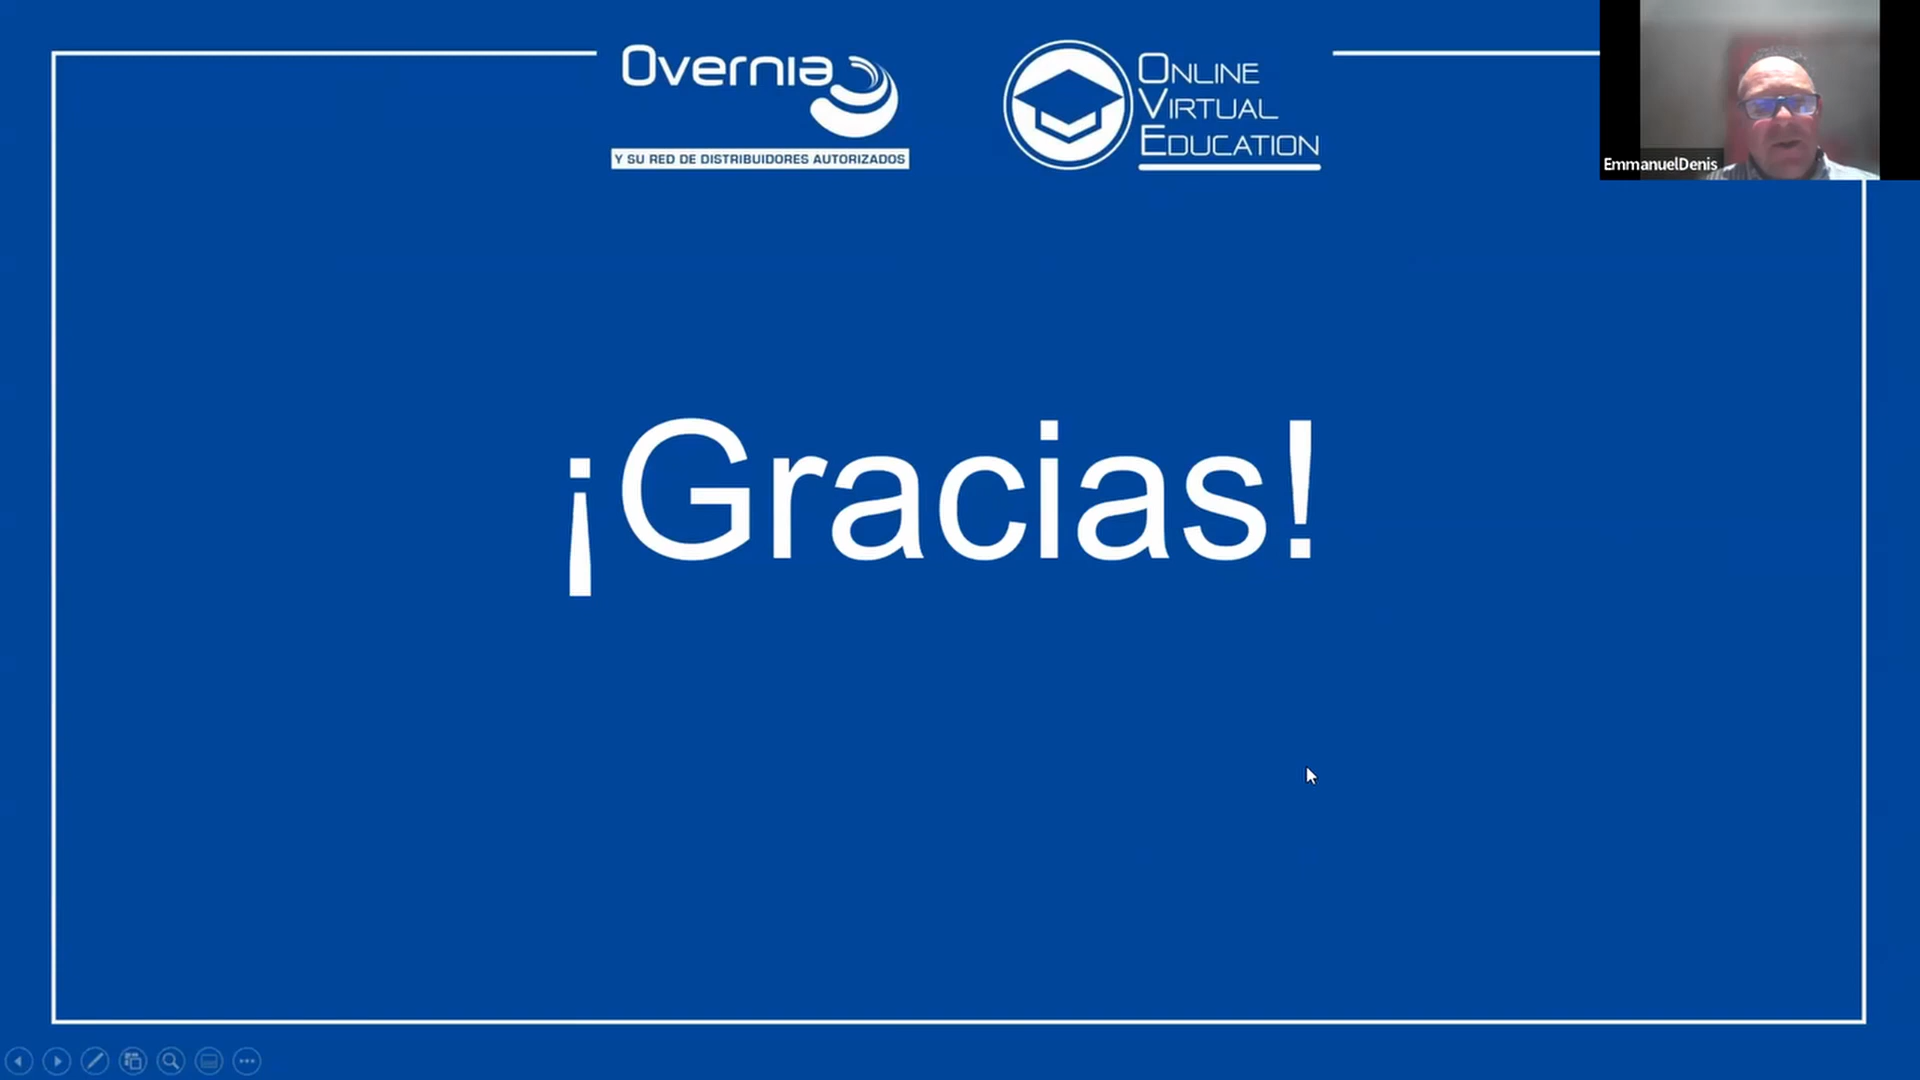 Overnia
Y SU RED DE DISTRIBUIDORES AUTORIZADOS
ONLINE
VIRTUAL
EDUCATION
EmmanuelDenis
¡Gracias!